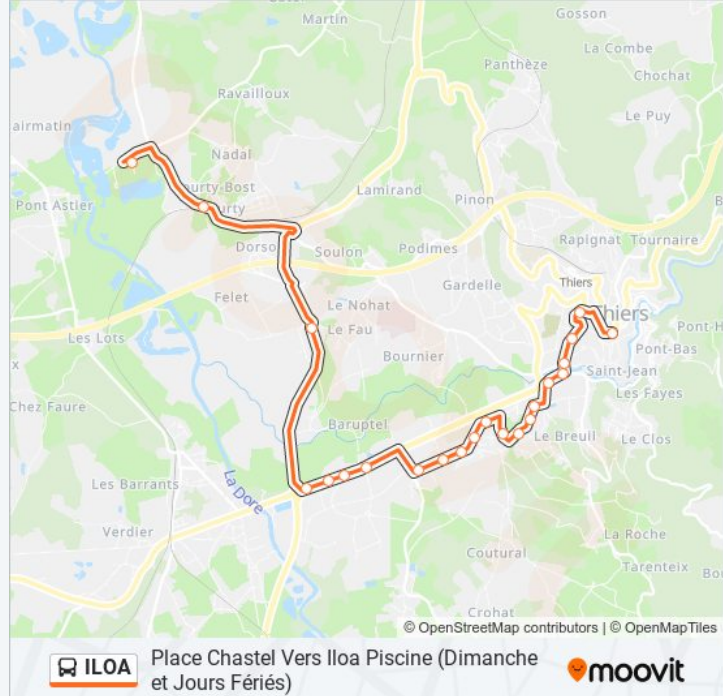 Martin
Gosson
La Combe
Panthèze
Chochat
Ravailloux
Le Puy
airmatin
Nadal
ourty-Bost
Lamirand
Pinon
Pont Astier
urty
Rapignat
Tournaire
Dorso
Soulon
Podimes
Thiers
Gardelle
Felet
Le Nohat
Thiers
Les Lots
Le Fau
Pont-H
Bournier
Pont-Bas
x
Saint-Jean
Les Fayes
Chez Faure
Baruptel
Le Breuil
Le Clos
Les Barrants
La Dore
Verdier
La Roche
Coutural
Tarenteix
Crohat
© OpenStreetMap contributors | © OpenMapTiles
ILOA
Place Chastel Vers Iloa Piscine (Dimanche
et Jours Fériés)
moovit